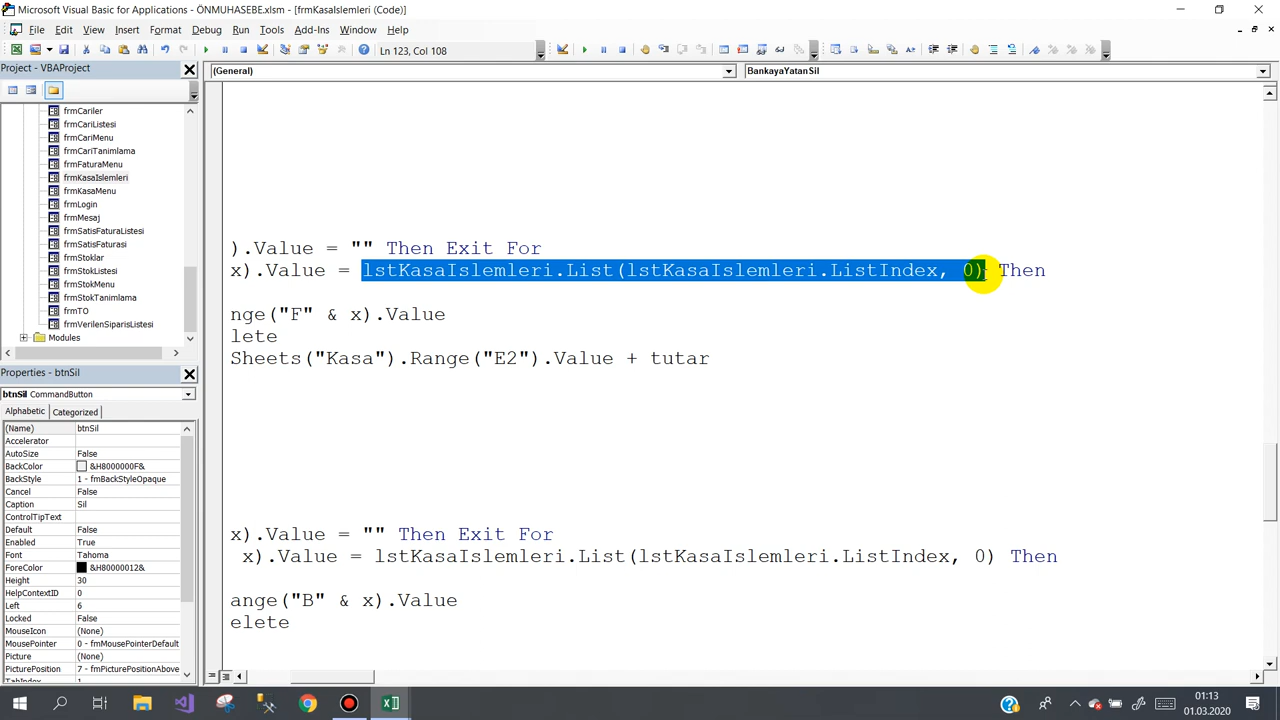 Microsoft Visual Basic for Applications - ÖNMUHASEBE.xlsm - [frmKasaIslemleri (Code)]
File Edit View Insert Format Debug Run Tools Add-Ins Window Help
Ln 123, Col 108
Project - VBAProject
(General)
BankayaYatanSil
frmCariler
frmCariListesi
frmCariMenu
frmCariTanimlama
frmFaturaMenu
frmKasaIslemleri
frmKasaMenu
frmLogin
frmMesaj
frmSatisFaturaListesi
frmSatisFaturasi
frmStoklar
frmStokListesi
frmStokMenu
frmStokTanimlama
frmTO
frmVerilenSiparisListesi
Modules
Properties - btnSil
btnSil CommandButton
Alphabetic Categorized
(Name) btnSil
Accelerator
AutoSize False
BackColor &H8000000F&
BackStyle 1 - fmBackStyleOpaque
Cancel False
Caption Sil
ControlTipText
Default False
Enabled True
Font Tahoma
ForeColor &H80000012&
Height 30
HelpContextID 0
Left 6
Locked False
MouseIcon (None)
MousePointer 0 - fmMousePointerDefault
Picture (None)
PicturePosition 7 - fmPicturePositionAbove
TabIndex 1
).Value = "" Then Exit For
x).Value = lstKasaIslemleri.List(lstKasaIslemleri.ListIndex, 0) Then
nge("F" & x).Value
lete
Sheets("Kasa").Range("E2").Value + tutar
x).Value = "" Then Exit For
x).Value = lstKasaIslemleri.List(lstKasaIslemleri.ListIndex, 0) Then
ange("B" & x).Value
elete
01:13
01.03.2020